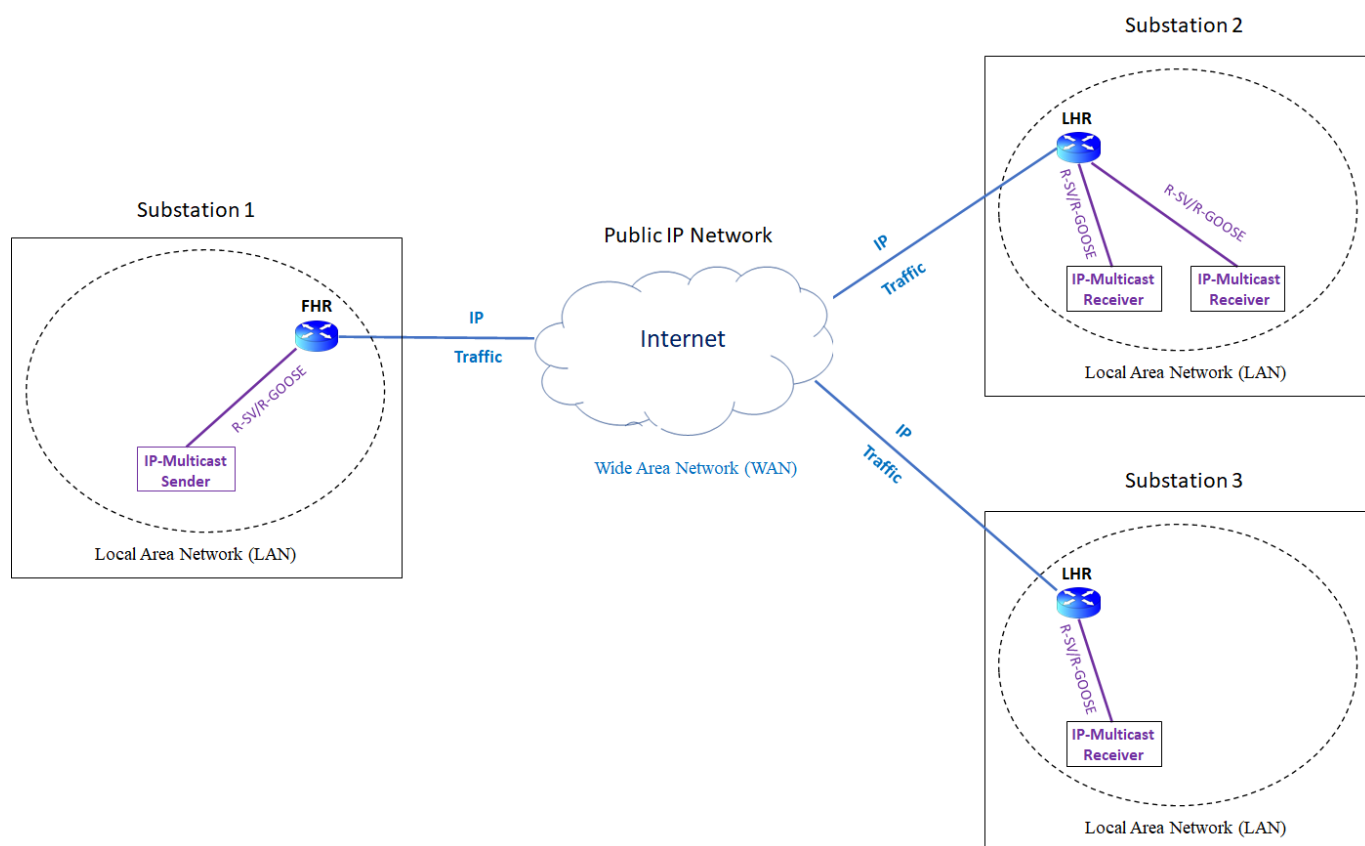 Substation 1
FHR
R-SV/R-GOOSE
IP-Multicast
Sender
Local Area Network (LAN)
IP
Traffic
Public IP Network
Internet
Wide Area Network (WAN)
IP
Traffic
IP
Traffic
Substation 2
LHR
R-SV/R-GOOSE
R-SV/R-GOOSE
IP-Multicast
Receiver
IP-Multicast
Receiver
Local Area Network (LAN)
Substation 3
LHR
R-SV/R-GOOSE
IP-Multicast
Receiver
Local Area Network (LAN)